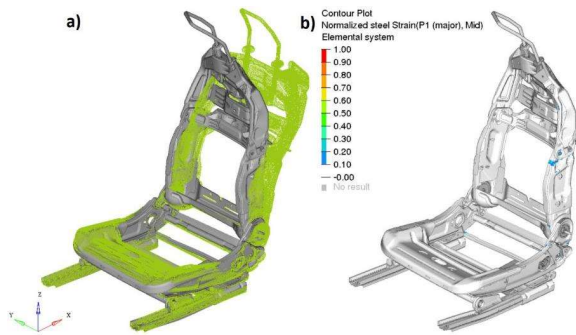 a)
b)
Contour Plot
Normalized steel Strain(P1 (major), Mid)
Elemental system
1.00
0.90
0.80
0.70
0.60
0.50
0.40
0.30
0.20
0.10
-0.00
No result
Z
Y
X